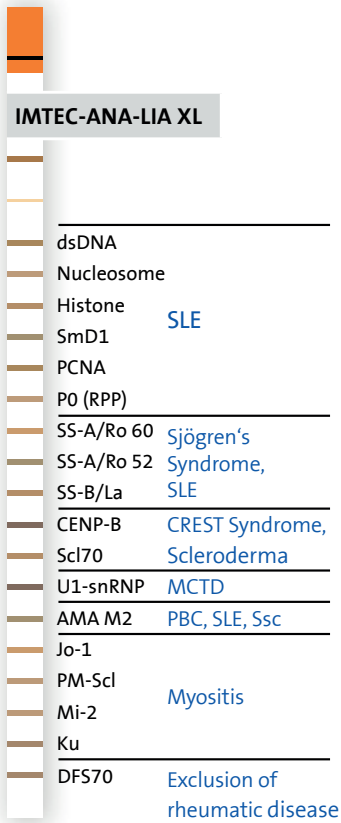 IMTEC-ANA-LIA XL
dsDNA
Nucleosome
Histone
SmD1
PCNA
P0 (RPP)
SLE
SS-A/Ro 60
SS-A/Ro 52
SS-B/La
Sjögren‘s
Syndrome,
SLE
CENP-B
Scl70
CREST Syndrome,
Scleroderma
U1-snRNP MCTD
AMA M2 PBC, SLE, Ssc
Jo-1
PM-Scl
Mi-2
Ku
Myositis
DFS70
Exclusion of
rheumatic disease